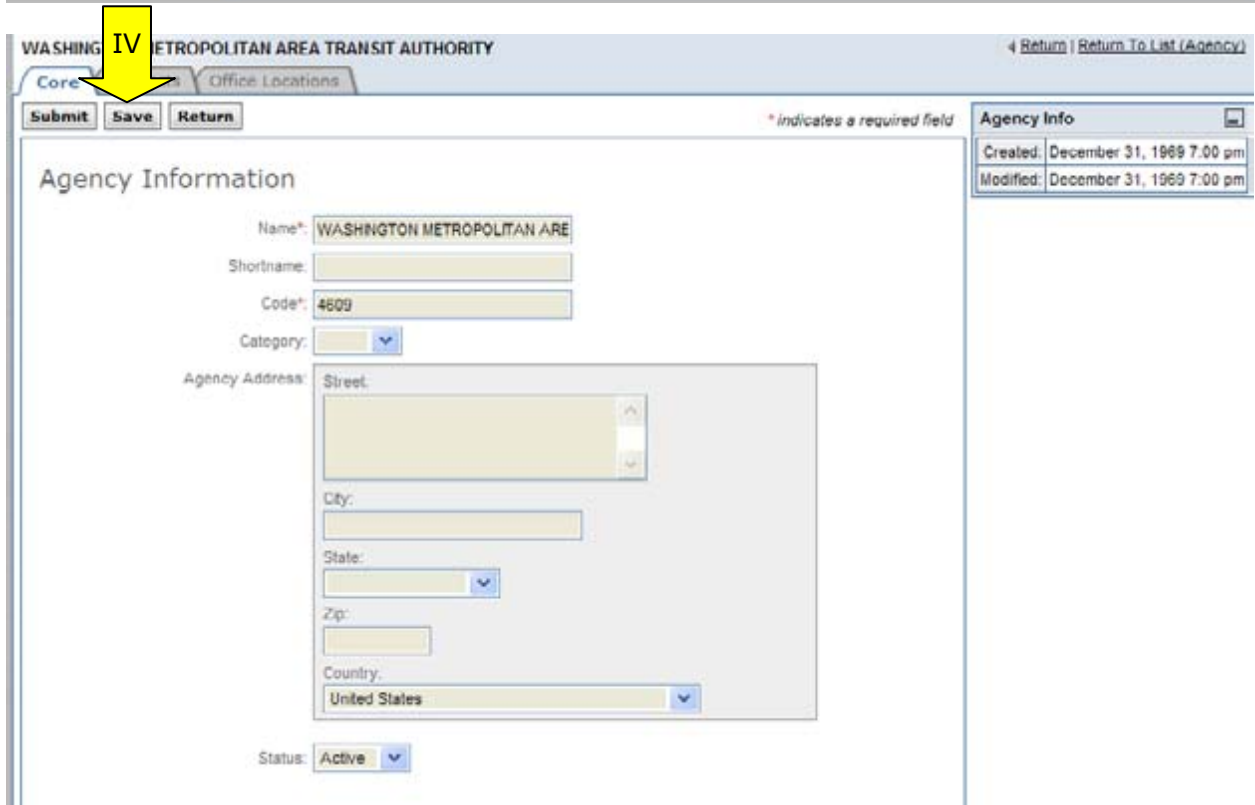 IV
WASHING ETROPOLITAN AREA TRANSIT AUTHORITY
Return | Return To List (Agency)
Core s Office Locations
Submit Save Return
* indicates a required field
Agency Info
Created: December 31, 1969 7:00 pm
Modified: December 31, 1969 7:00 pm
Agency Information
Name*: WASHINGTON METROPOLITAN ARE
Shortname:
Code*: 4609
Category:
Agency Address:
Street:
City:
State:
Zip:
Country:
United States
Status: Active